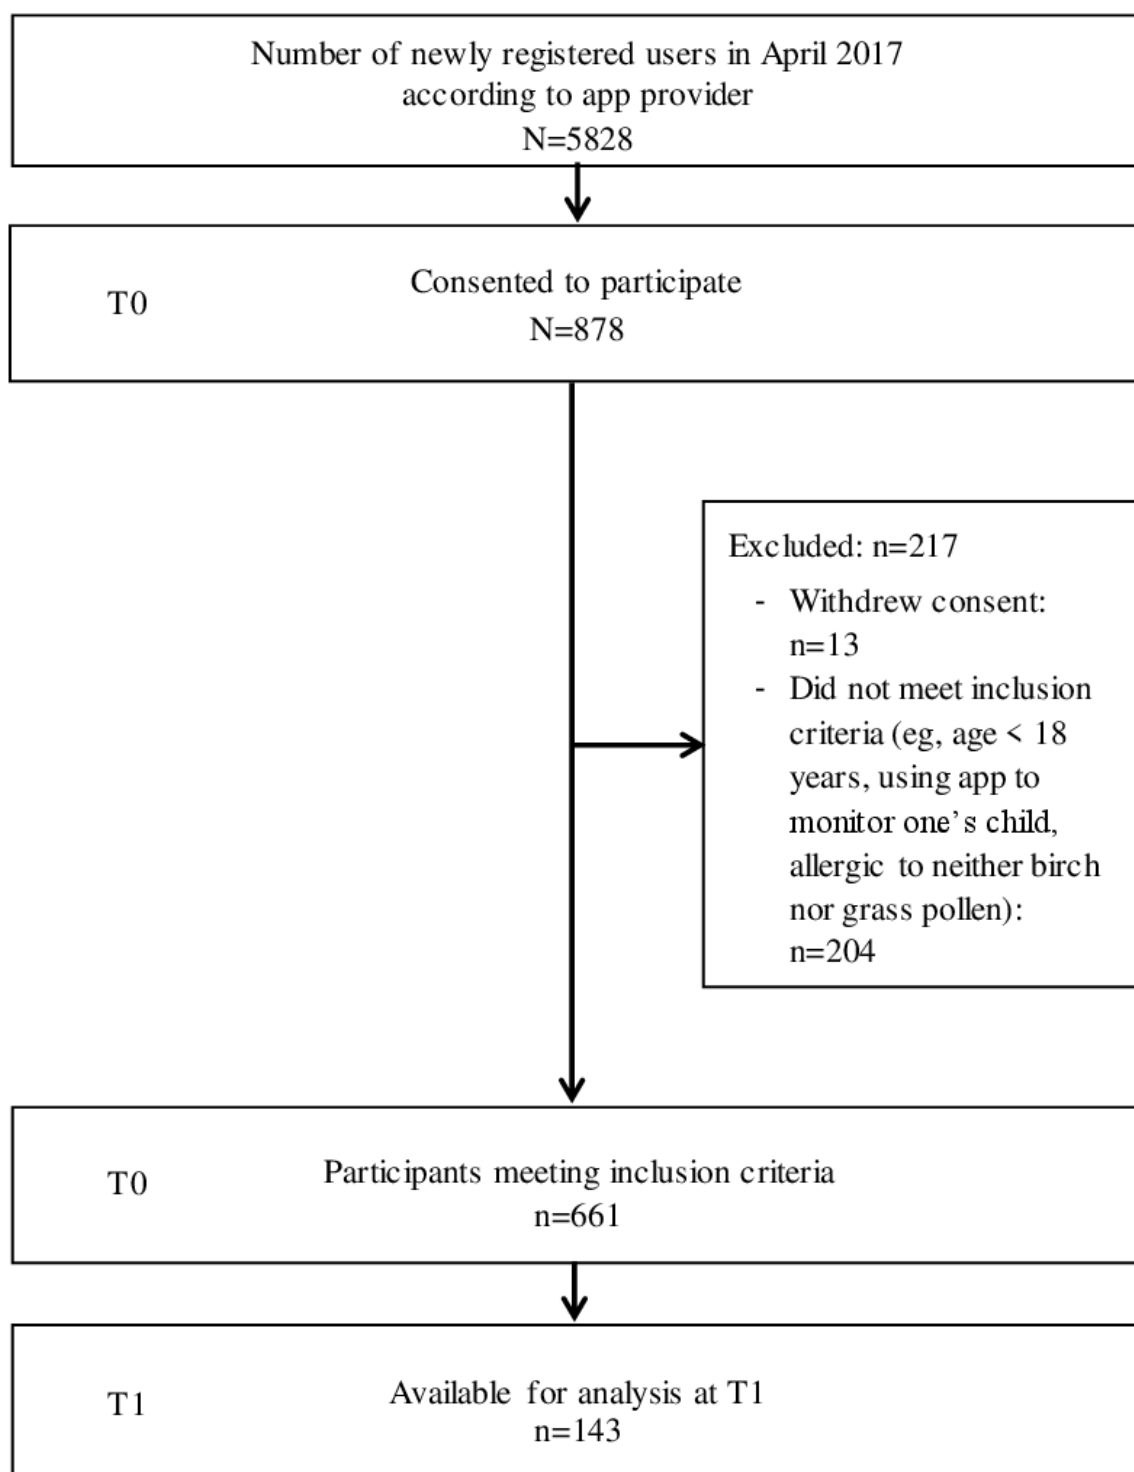 Number of newly registered users in April 2017
according to app provider
N=5828
T0
Consented to participate
N=878
Excluded: n=217
- Withdrew consent:
n=13
- Did not meet inclusion
criteria (eg, age < 18
years, using app to
monitor one’s child,
allergic to neither birch
nor grass pollen):
n=204
T0
Participants meeting inclusion criteria
n=661
T1
Available for analysis at T1
n=143